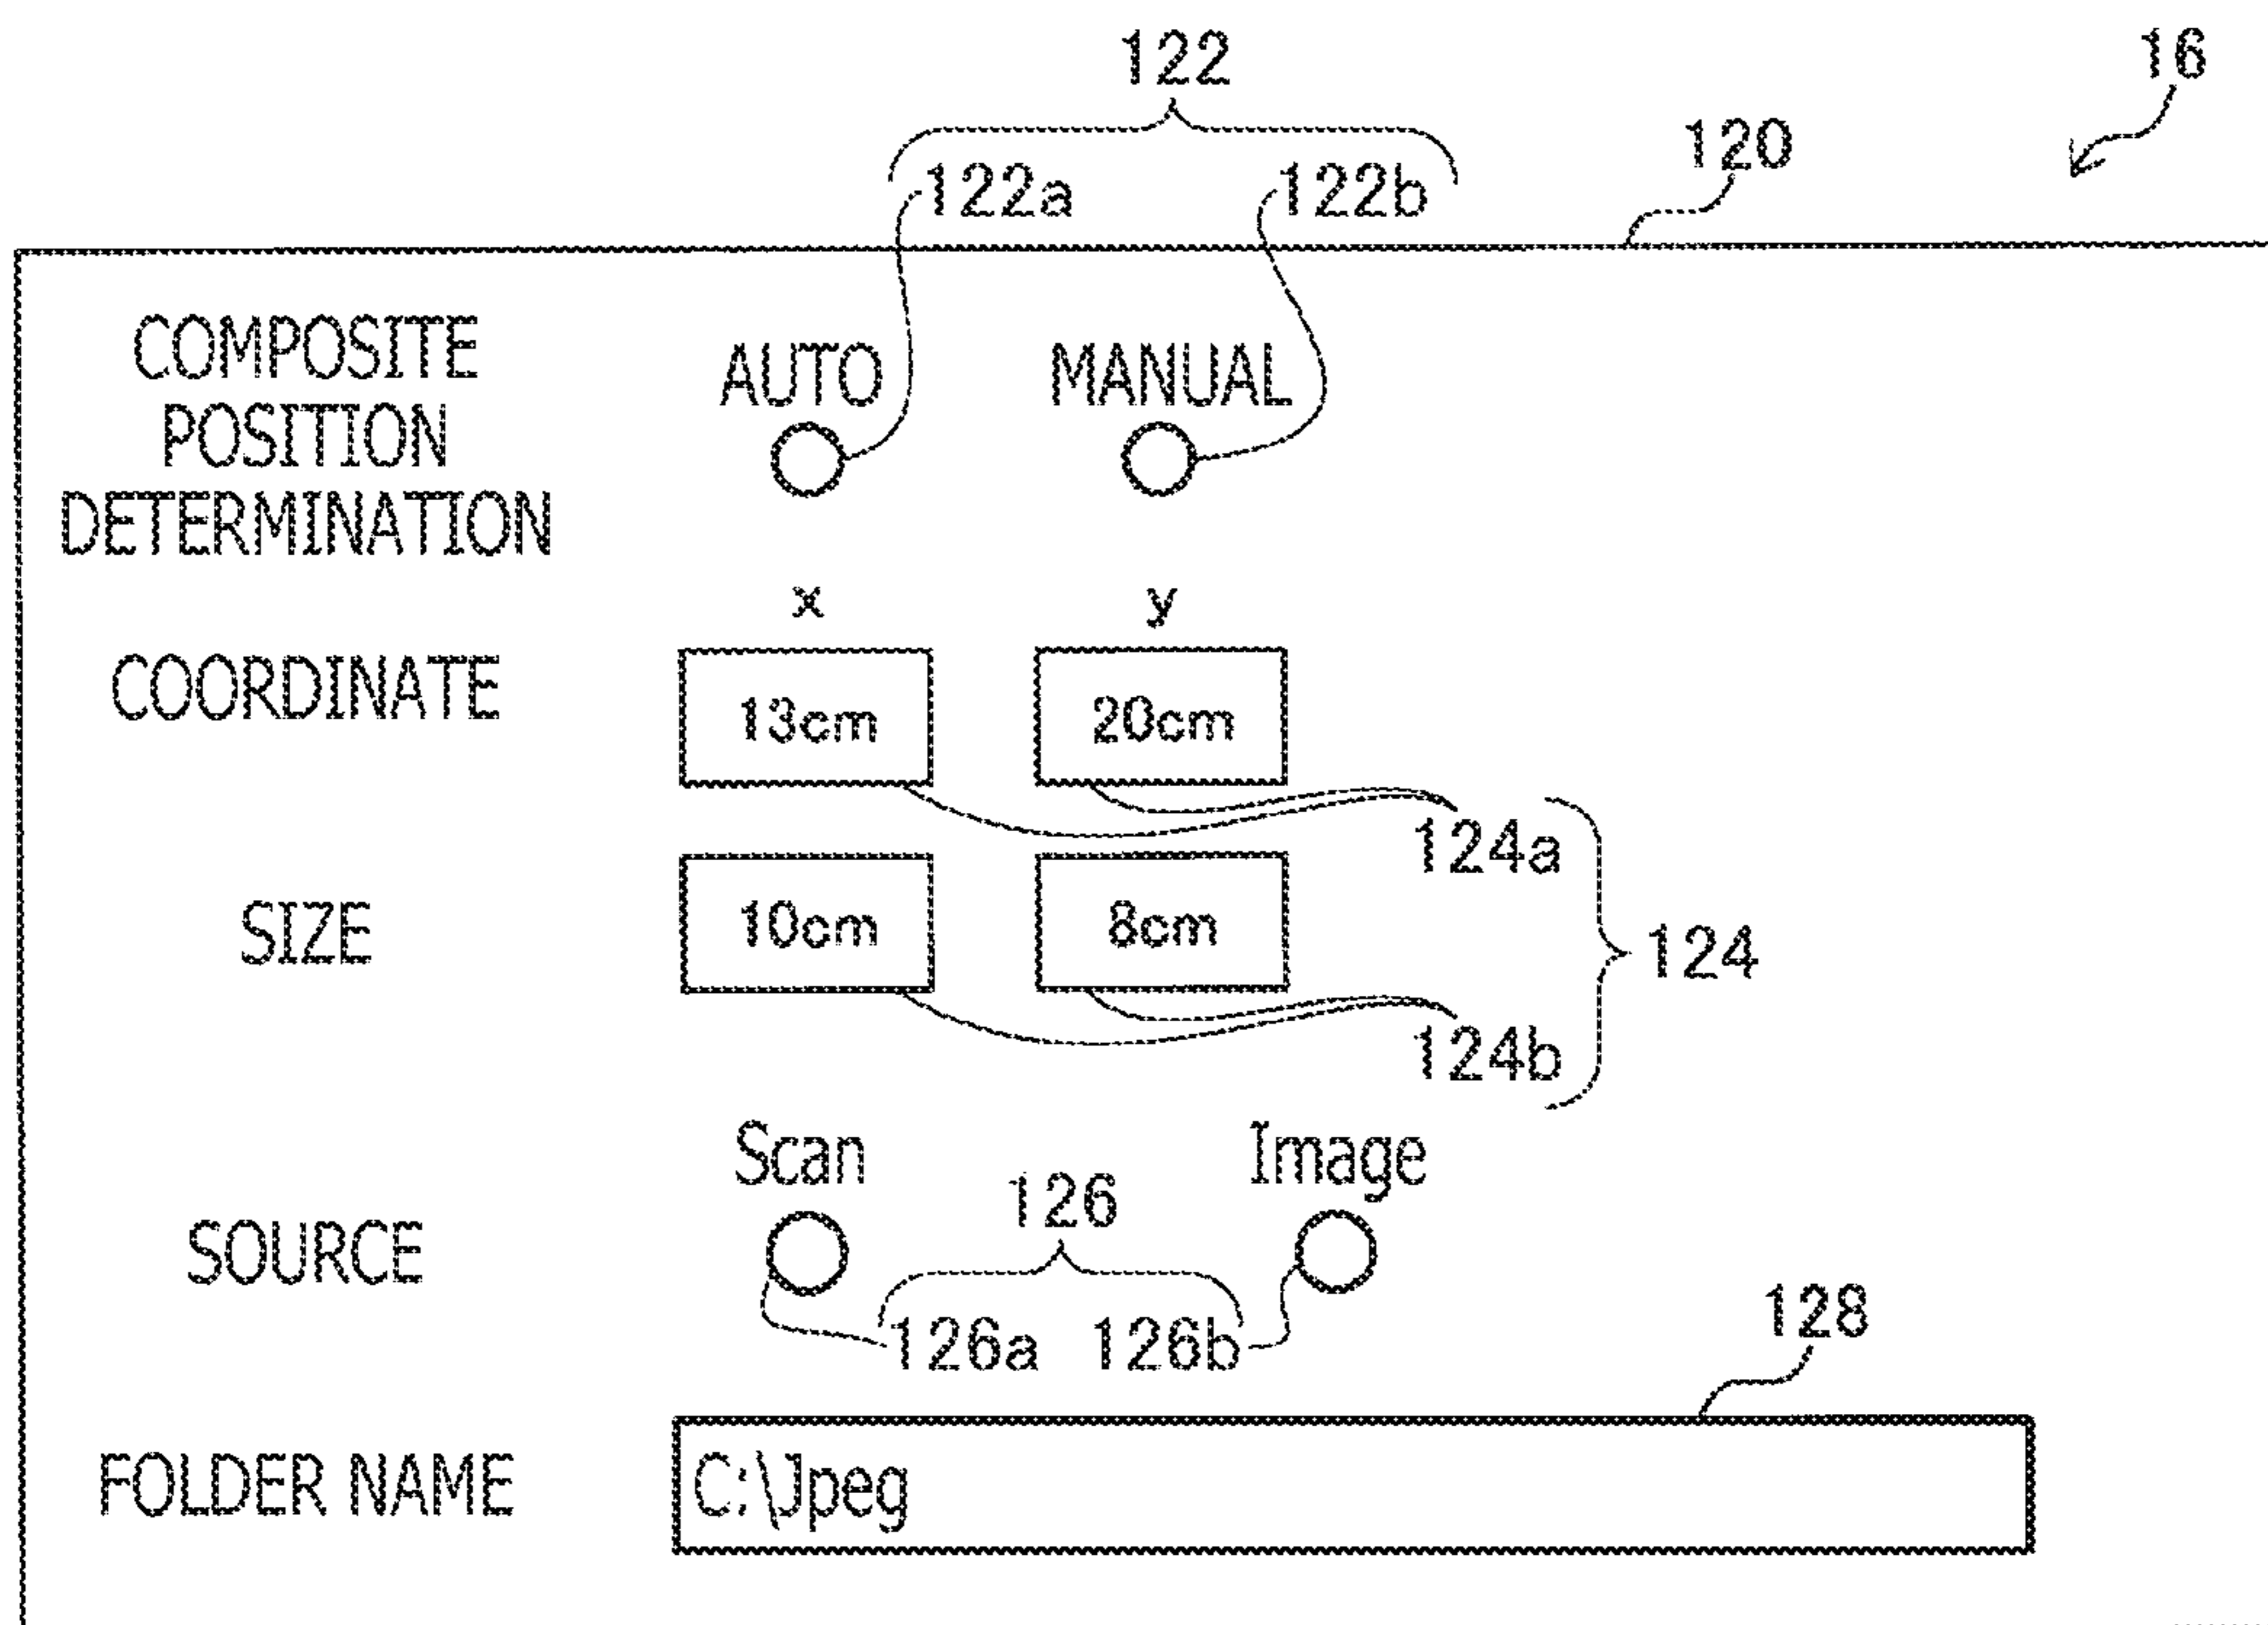 122
16
120
122a 122b
COMPOSITE
POSITION
DETERMINATION
AUTO MANUAL
x y
COORDINATE 13cm 20cm
124a
SIZE 10cm 8cm
124
124b
Scan Image
126
SOURCE
126a 126b
128
FOLDER NAME C:\Jpeg